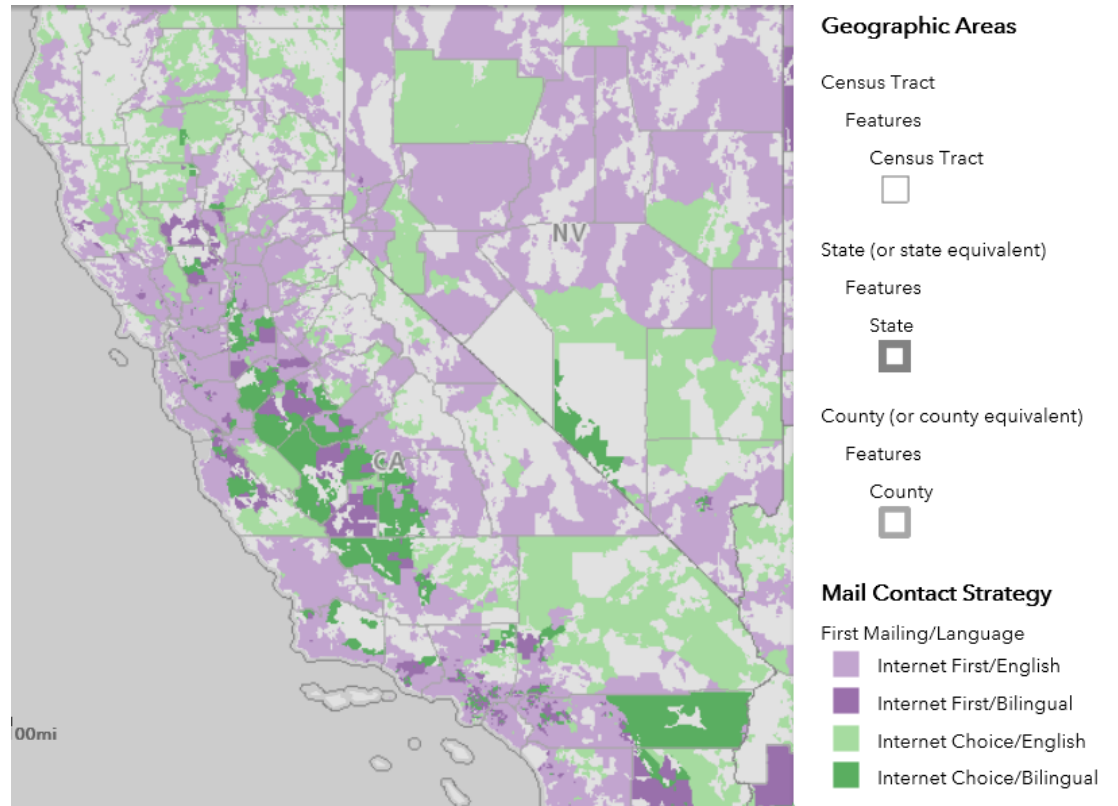 NV
CA
00mi
Geographic Areas
Census Tract
Features
Census Tract
State (or state equivalent)
Features
State
County (or county equivalent)
Features
County
Mail Contact Strategy
First Mailing/Language
Internet First/English
Internet First/Bilingual
Internet Choice/English
Internet Choice/Bilingual